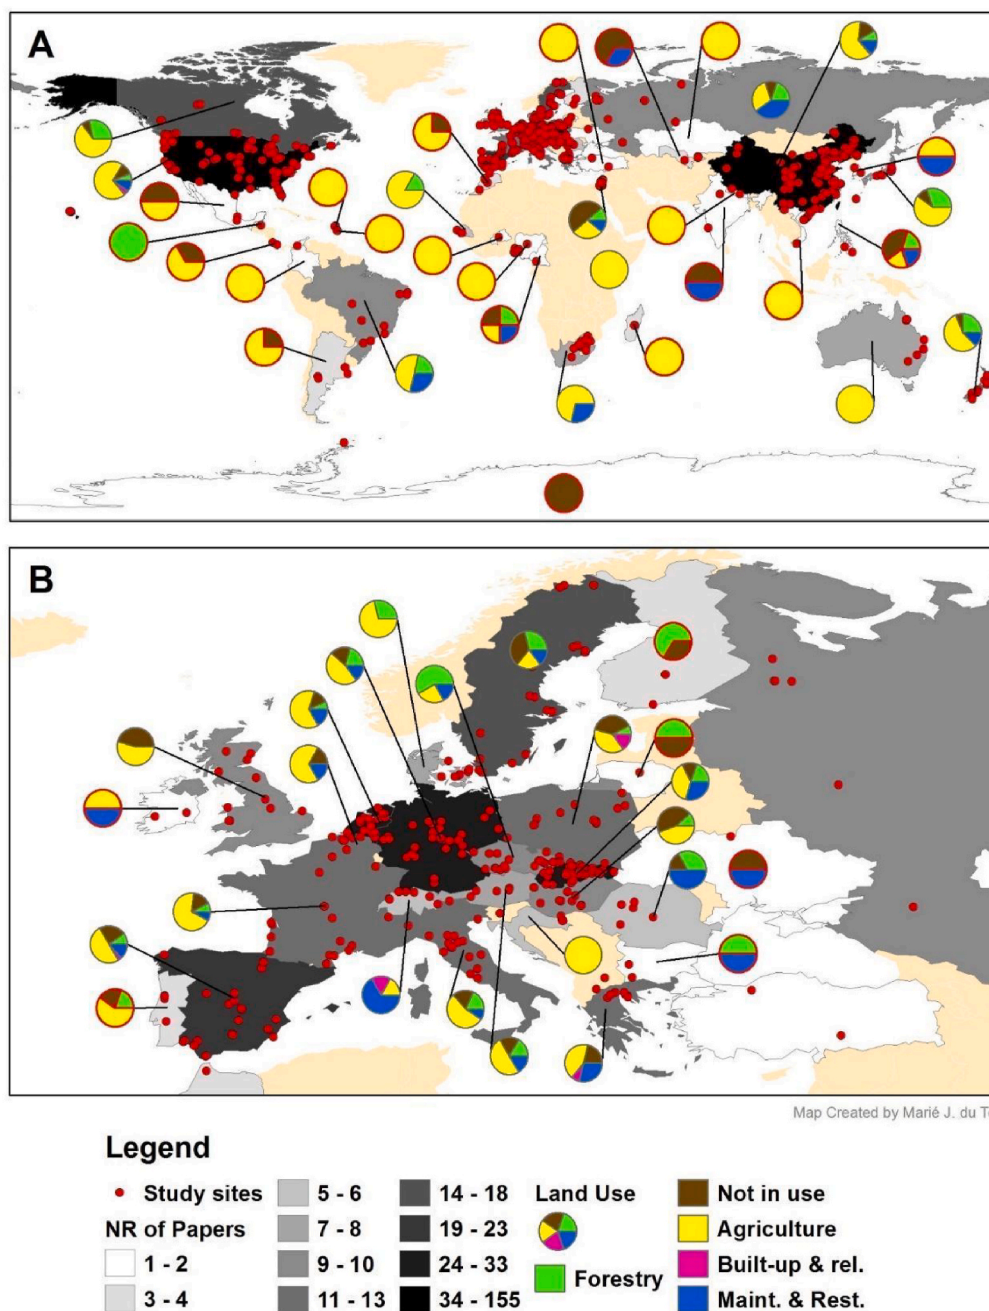 A
B
Map Created by Marié J. du T
Legend
Study sites
NR of Papers
1 - 2
3 - 4
5 - 6
7 - 8
9 - 10
11 - 13
14 - 18
19 - 23
24 - 33
34 - 155
Land Use
Forestry
Not in use
Agriculture
Built-up & rel.
Maint. & Rest.